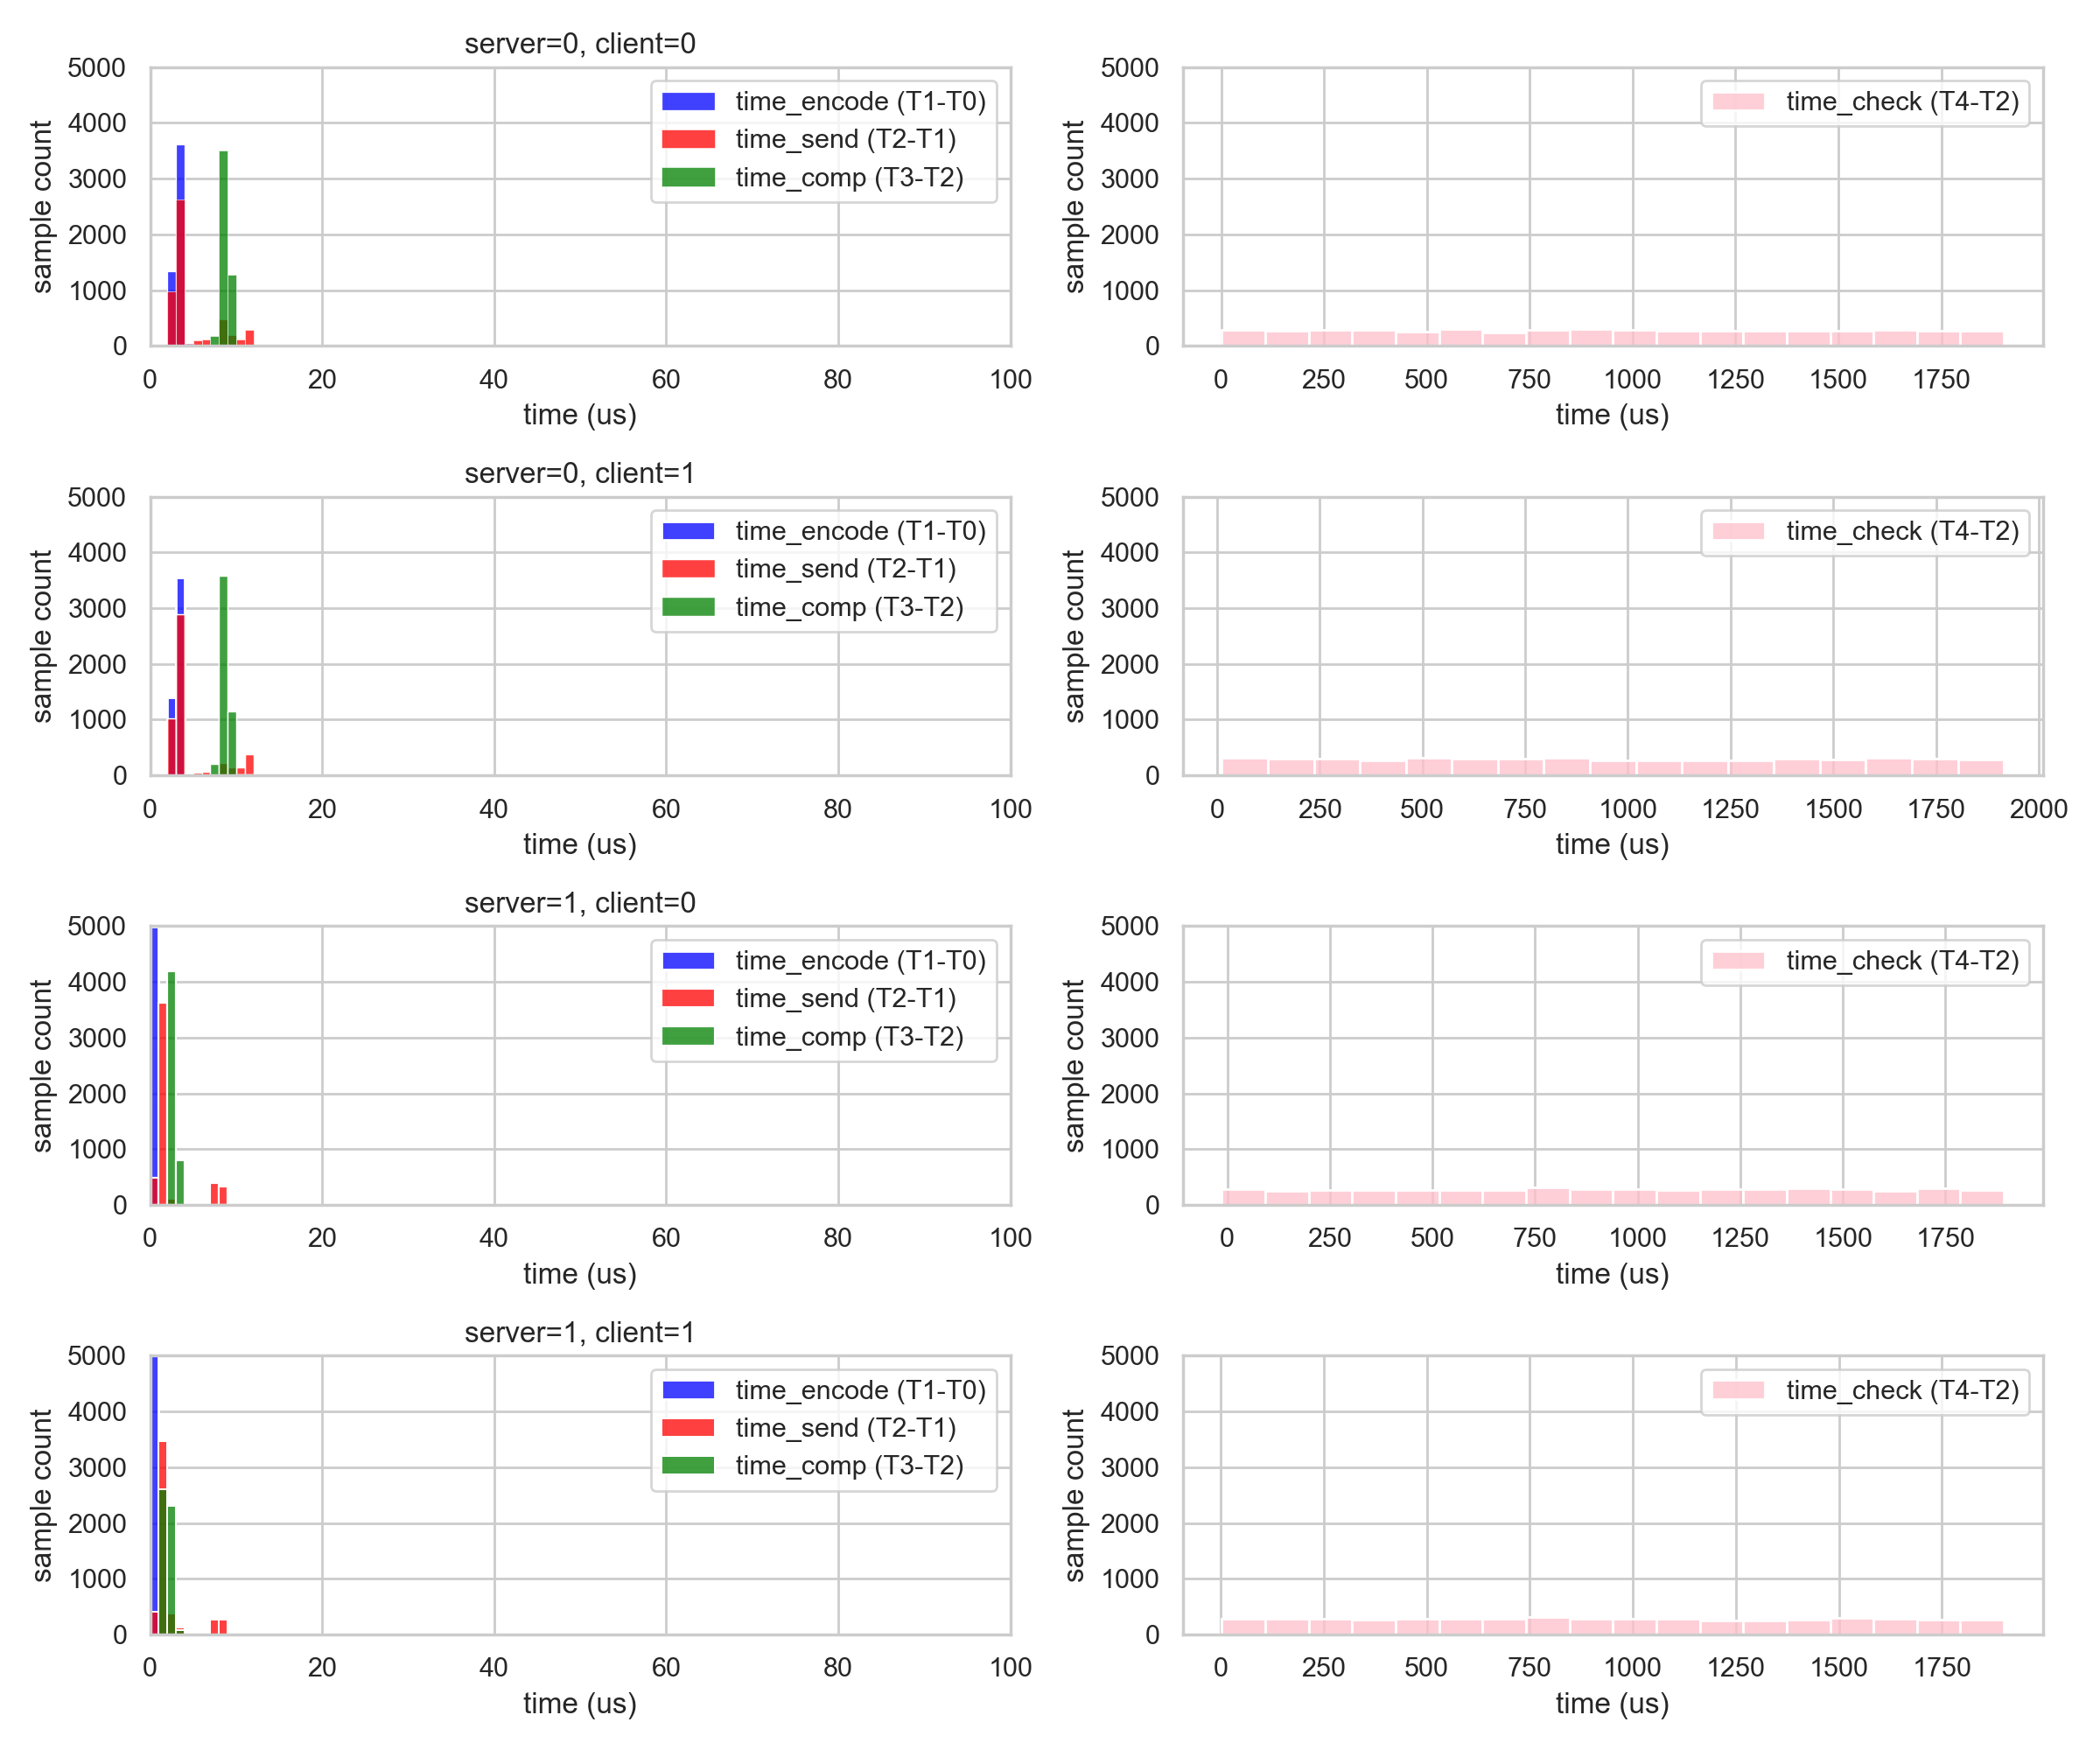 server=0, client=0
5000
4000
3000
2000
1000
0
sample count
time_encode (T1-T0)
time_send (T2-T1)
time_comp (T3-T2)
0 20 40 60 80 100
time (us)
5000
4000
3000
2000
1000
0
sample count
time_check (T4-T2)
0 250 500 750 1000 1250 1500 1750
time (us)
server=0, client=1
5000
4000
3000
2000
1000
0
sample count
time_encode (T1-T0)
time_send (T2-T1)
time_comp (T3-T2)
0 20 40 60 80 100
time (us)
5000
4000
3000
2000
1000
0
sample count
time_check (T4-T2)
0 250 500 750 1000 1250 1500 1750 2000
time (us)
server=1, client=0
5000
4000
3000
2000
1000
0
sample count
time_encode (T1-T0)
time_send (T2-T1)
time_comp (T3-T2)
0 20 40 60 80 100
time (us)
5000
4000
3000
2000
1000
0
sample count
time_check (T4-T2)
0 250 500 750 1000 1250 1500 1750
time (us)
server=1, client=1
5000
4000
3000
2000
1000
0
sample count
time_encode (T1-T0)
time_send (T2-T1)
time_comp (T3-T2)
0 20 40 60 80 100
time (us)
5000
4000
3000
2000
1000
0
sample count
time_check (T4-T2)
0 250 500 750 1000 1250 1500 1750
time (us)